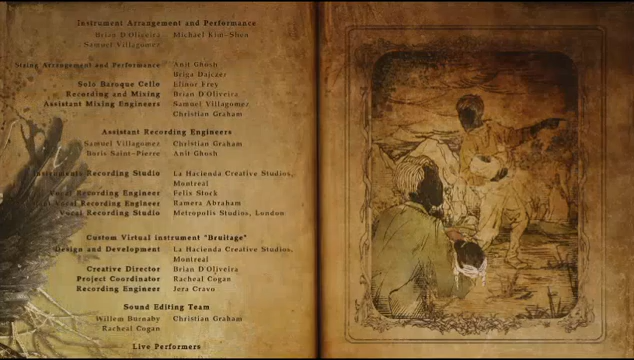 Instrument Arrangement and Performance
Brian D'Oliveira Michael Kim-Sheu
Samuel Villagomez
String Arrangement and Performance Anit Ghosh
Briga Dajczer
Solo Baroque Cello Elinor Frey
Recording and Mixing Brian D'Oliveira
Assistant Mixing Engineers Samuel Villagomez
Christian Graham
Assistant Recording Engineers
Samuel Villagomez Christian Graham
Boris Saint-Pierre Anit Ghosh
Instruments Recording Studio La Hacienda Creative Studios,
Montreal
Vocal Recording Engineer Felix Stock
Vocal Recording Engineer Ramera Abraham
Vocal Recording Studio Metropolis Studios, London
Custom Virtual instrument "Bruitage"
Design and Development La Hacienda Creative Studios,
Montreal
Creative Director Brian D'Oliveira
Project Coordinator Racheal Cogan
Recording Engineer Jera Cravo
Sound Editing Team
Willem Burnaby Christian Graham
Racheal Cogan
Live Performers